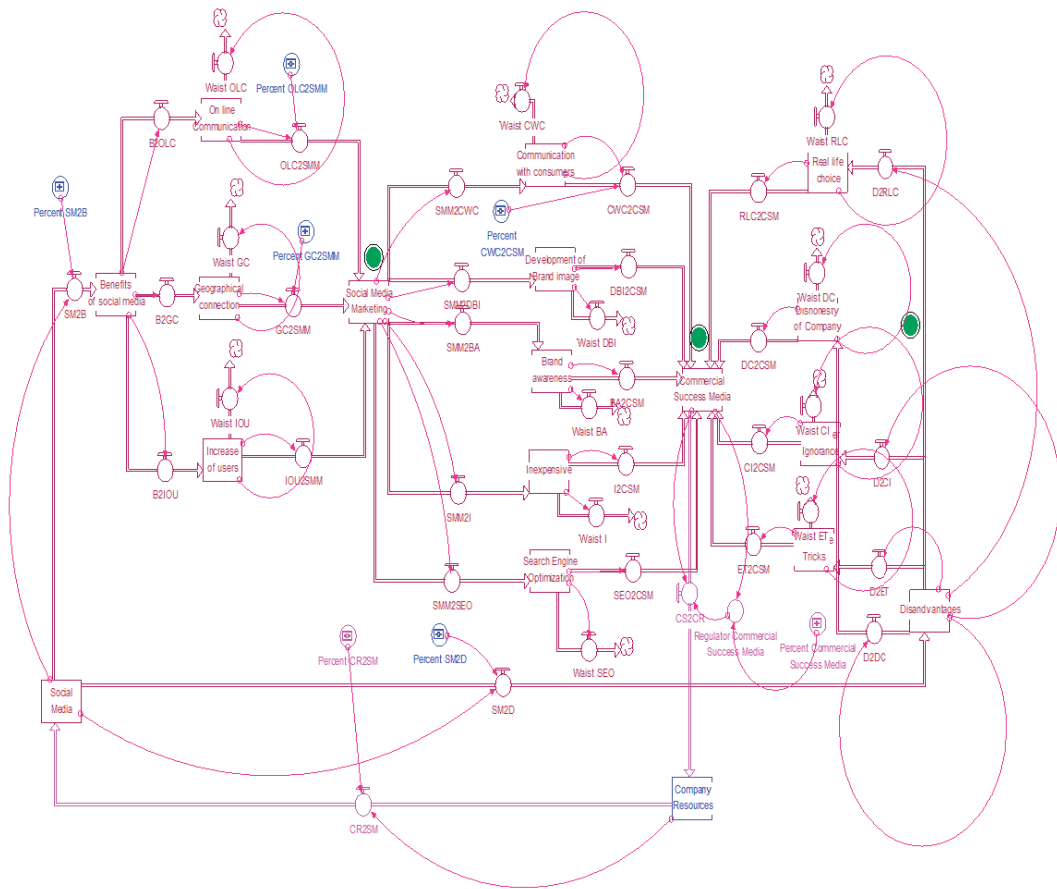 Waist OLC
Percent OLC2SMM
On line
Communication
B2OLC
OLC2SMM
Waist CWC
Communication
with consumers
SMM2CWC
CWC2CSM
Percent
CWC2CSM
Waist RLC
Real life
choice
RLC2CSM
D2RLC
Percent SM2B
SM2B
Benefits
of social media
B2GC
Waist GC
Geographical
connection
Percent GC2SMM
GC2SMM
Social Media
Marketing
SMM2DBI
Development of
Brand image
DBI2CSM
Waist DBI
SMM2BA
Brand
awareness
BA2CSM
Waist BA
Commercial
Success Media
Waist DC
Disnonesty
of Company
DC2CSM
Waist IOU
Increase
of users
B2IOU
IOU2SMM
Inexpensive
SMM2I
I2CSM
Waist I
Waist CI
Ignorance
CI2CSM
D2CI
Waist ET
Tricks
ET2CSM
D2ET
Search Engine
Optimization
SMM2SEO
SEO2CSM
Waist SEO
CS2CR
Regulator Commercial
Success Media
Percent Commercial
Success Media
D2DC
Disandvantages
Percent CR2SM
Percent SM2D
Social
Media
SM2D
Company
Resources
CR2SM